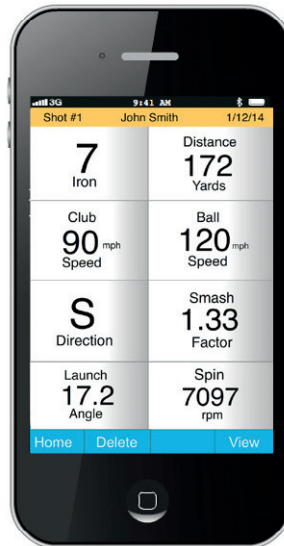 3G 9:41 AM
Shot #1 John Smith 1/12/14
7
Iron
Distance
172
Yards
Club
90 mph
Speed
Ball
120 mph
Speed
S
Direction
Smash
1.33
Factor
Launch
17.2
Angle
Spin
7097
rpm
Home Delete View